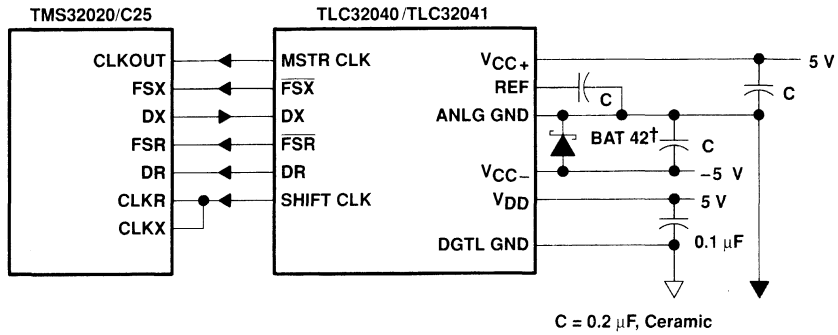 TMS32020/C25
TLC32040/TLC32041
CLKOUT
FSX
DX
FSR
DR
CLKR
CLKX
MSTR CLK
FSX
DX
FSR
DR
SHIFT CLK
VCC+
REF
ANLG GND
VCC−
VDD
DGTL GND
5 V
C
C
BAT 42†
C
−5 V
5 V
0.1 μF
C = 0.2 μF, Ceramic